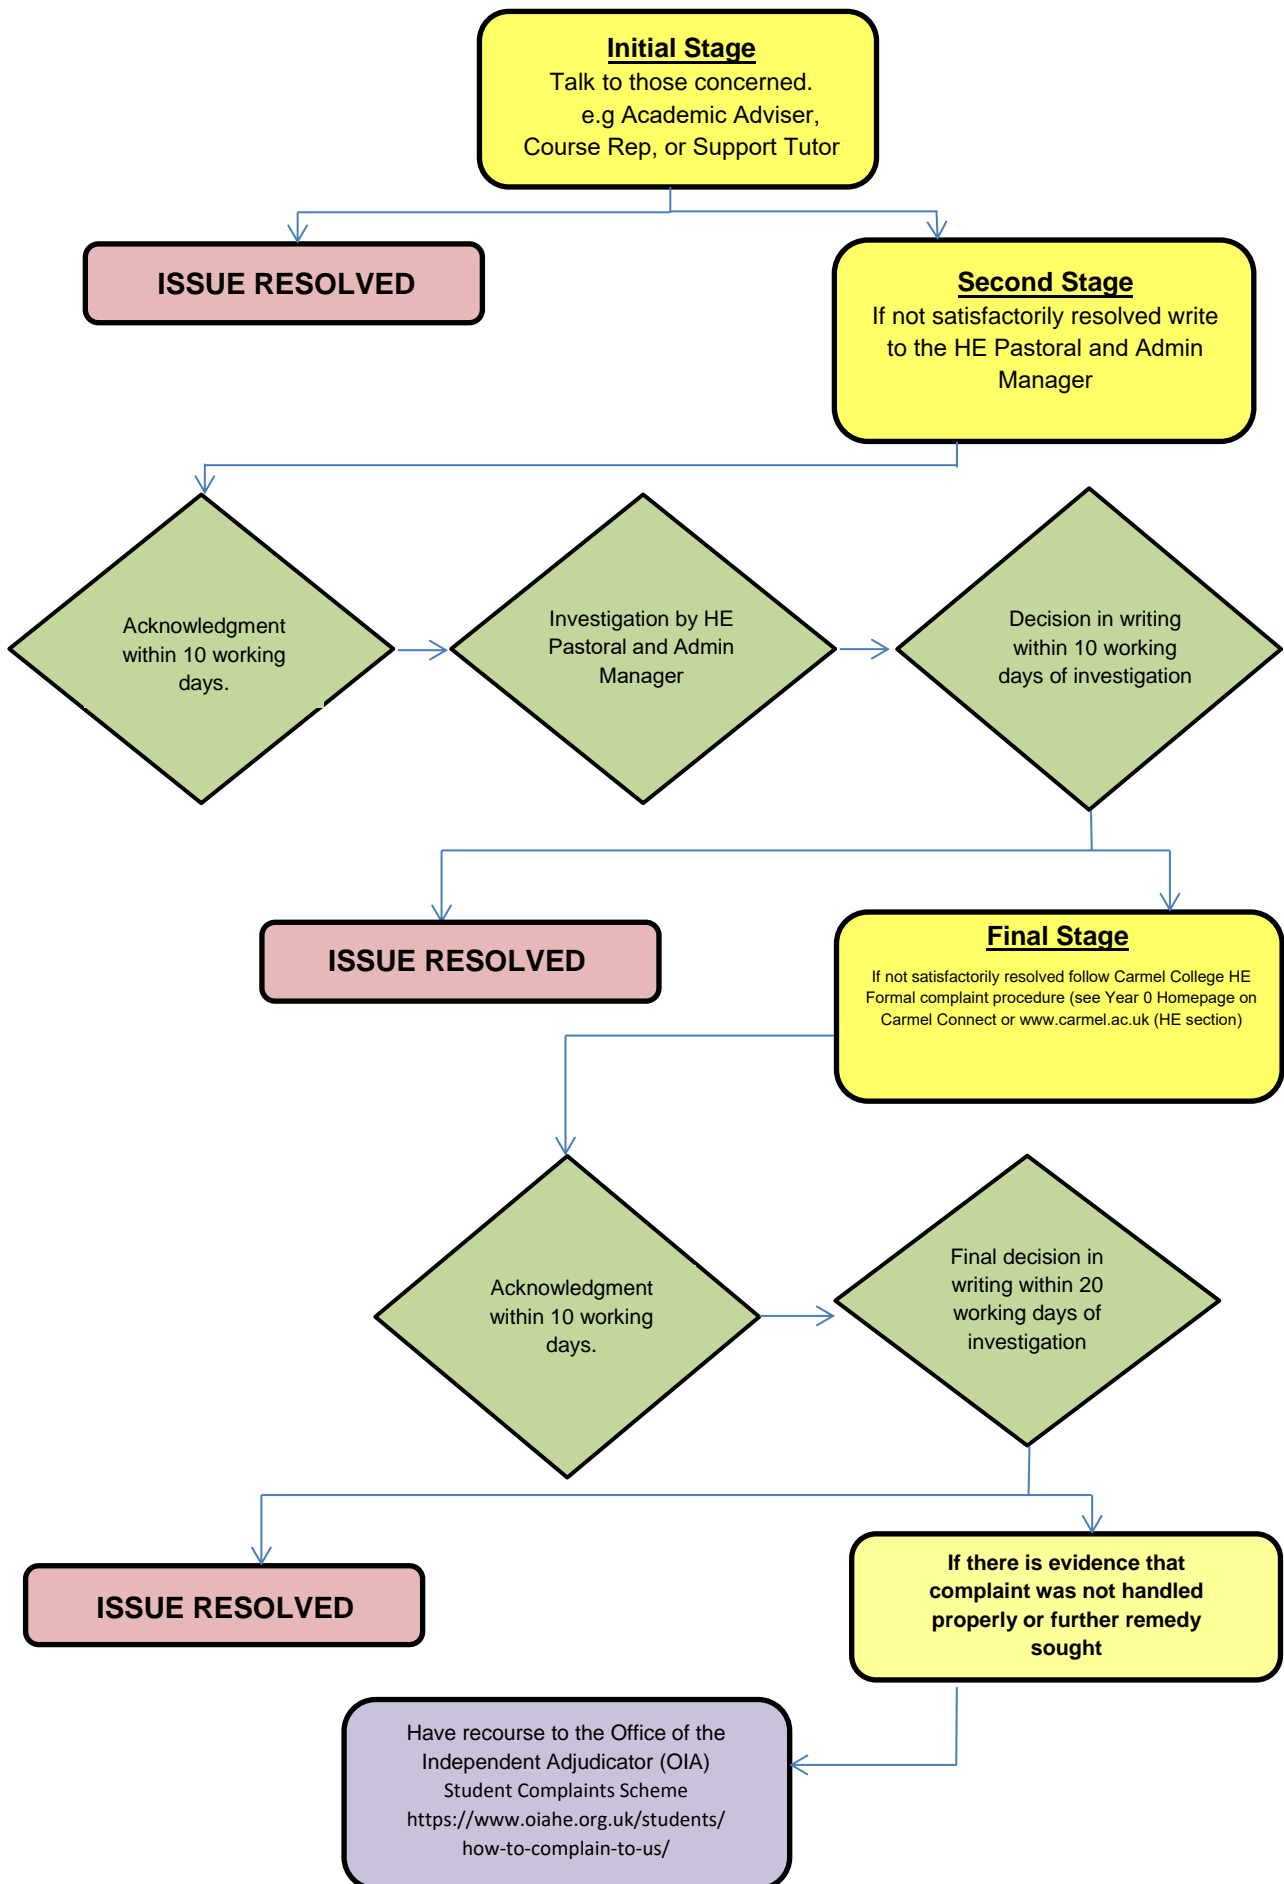 Initial Stage
Talk to those concerned.
e.g Academic Adviser,
Course Rep, or Support Tutor
ISSUE RESOLVED
Second Stage
If not satisfactorily resolved write
to the HE Pastoral and Admin
Manager
Acknowledgment
within 10 working
days.
Investigation by HE
Pastoral and Admin
Manager
Decision in writing
within 10 working
days of investigation
ISSUE RESOLVED
Final Stage
If not satisfactorily resolved follow Carmel College HE
Formal complaint procedure (see Year 0 Homepage on
Carmel Connect or www.carmel.ac.uk (HE section)
Acknowledgment
within 10 working
days.
Final decision in
writing within 20
working days of
investigation
ISSUE RESOLVED
If there is evidence that
complaint was not handled
properly or further remedy
sought
Have recourse to the Office of the
Independent Adjudicator (OIA)
Student Complaints Scheme
https://www.oiahe.org.uk/students/
how-to-complain-to-us/